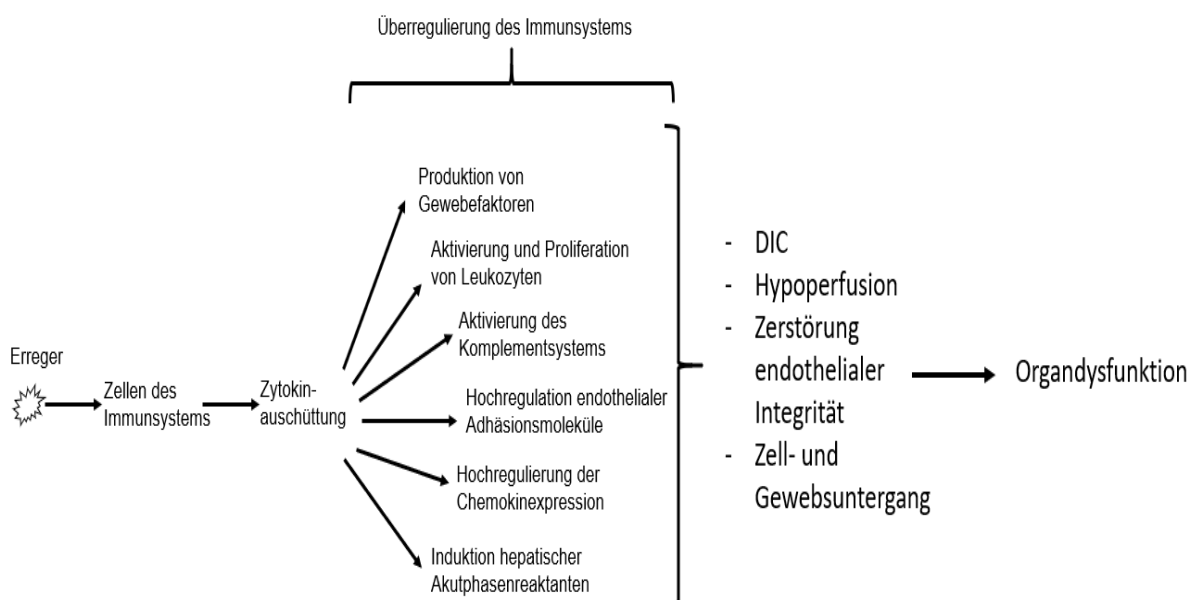 Überregulierung des Immunsystems
Produktion von
Gewebefaktoren
Aktivierung und Proliferation
von Leukozyten
Aktivierung des
Komplementsystems
Erreger
Zellen des
Immunsystems
Zytokin-
auschüttung
Hochregulation endothelialer
Adhäsionsmoleküle
Hochregulierung der
Chemokinexpression
Induktion hepatischer
Akutphasenreaktanten
- DIC
- Hypoperfusion
- Zerstörung
endothelialer
Integrität
- Zell- und
Gewebsuntergang
Organdysfunktion